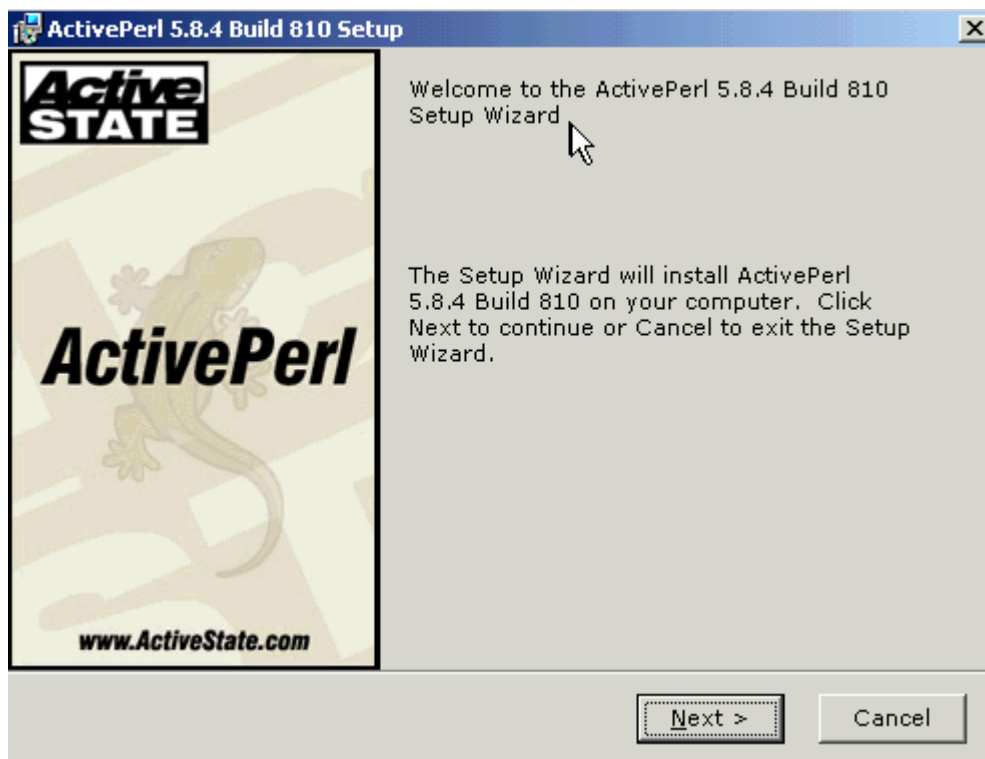 ActivePerl 5.8.4 Build 810 Setup
Active
STATE
Welcome to the ActivePerl 5.8.4 Build 810
Setup Wizard
The Setup Wizard will install ActivePerl
5.8.4 Build 810 on your computer.  Click
Next to continue or Cancel to exit the Setup
Wizard.
ActivePerl
www.ActiveState.com
Next >
Cancel